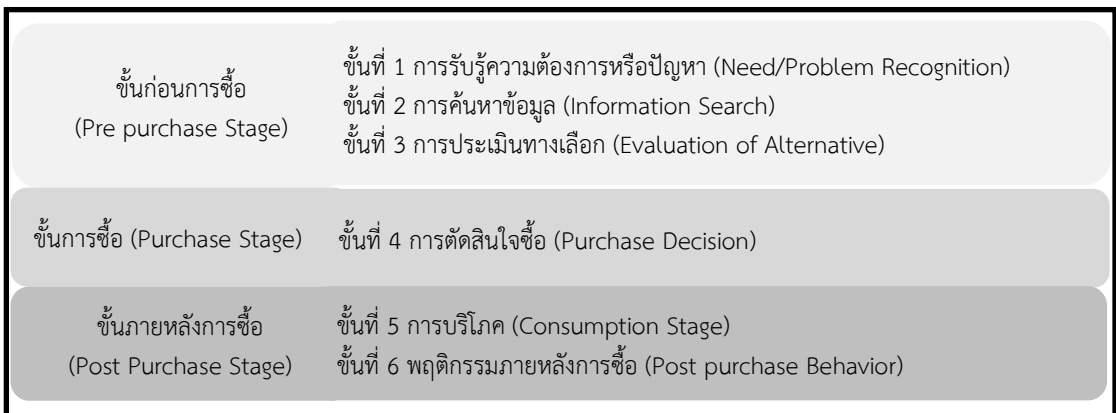 ขั้นก่อนการซื้อ
(Pre purchase Stage)
ขั้นที่ 1 การรับรู้ความต้องการหรือปัญหา (Need/Problem Recognition)
ขั้นที่ 2 การค้นหาข้อมูล (Information Search)
ขั้นที่ 3 การประเมินทางเลือก (Evaluation of Alternative)
ขั้นการซื้อ (Purchase Stage)
ขั้นที่ 4 การตัดสินใจซื้อ (Purchase Decision)
ขั้นภายหลังการซื้อ
(Post Purchase Stage)
ขั้นที่ 5 การบริโภค (Consumption Stage)
ขั้นที่ 6 พฤติกรรมภายหลังการซื้อ (Post purchase Behavior)